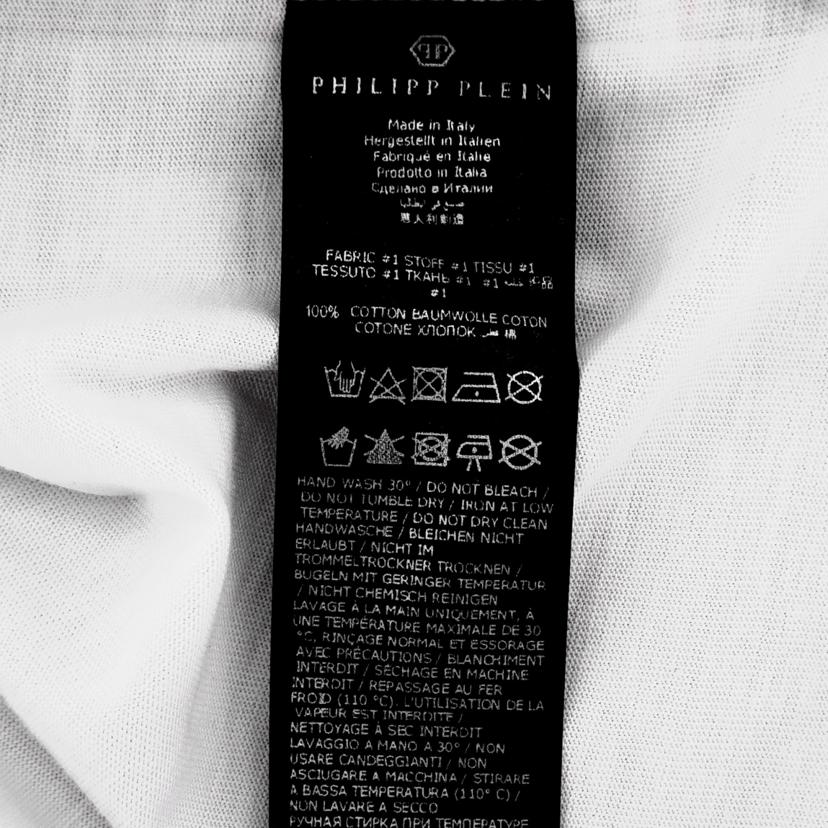 PHILIPP PLEIN
Made in Italy
Hergestellt in Italien
Fabriqué en Italie
Prodotto in Italia
Сделано в Италии
FABRIC #1 STOFF #1 TISSU #1
TESSUTO #1 ТКАНЬ #1 #1
#1
100% COTTON BAUMWOLLE COTON
COTONE ХЛОПОК
HAND WASH 30° / DO NOT BLEACH /
DO NOT TUMBLE DRY / IRON AT LOW
TEMPERATURE / DO NOT DRY CLEAN
HANDWASCHE / BLEICHEN NICHT
ERLAUBT / NICHT IM
TROMMELTROCKNER TROCKNEN /
BUGELN MIT GERINGER TEMPERATUR
/ NICHT CHEMISCH REINIGEN
LAVAGE À LA MAIN UNIQUEMENT, À
UNE TEMPÉRATURE MAXIMALE DE 30
°C, RINÇAGE NORMAL ET ESSORAGE
AVEC PRÉCAUTIONS / BLANCHIMENT
INTERDIT / SÉCHAGE EN MACHINE
INTERDIT / REPASSAGE AU FER
FROID (110 °C). L'UTILISATION DE LA
VAPEUR EST INTERDITE /
NETTOYAGE À SEC INTERDIT
LAVAGGIO A MANO A 30° / NON
USARE CANDEGGIANTI / NON
ASCIUGARE A MACCHINA / STIRARE
A BASSA TEMPERATURA (110° C) /
NON LAVARE A SECCO
РУЧНАЯ СТИРКА ПРИ ТЕМПЕРАТУРЕ